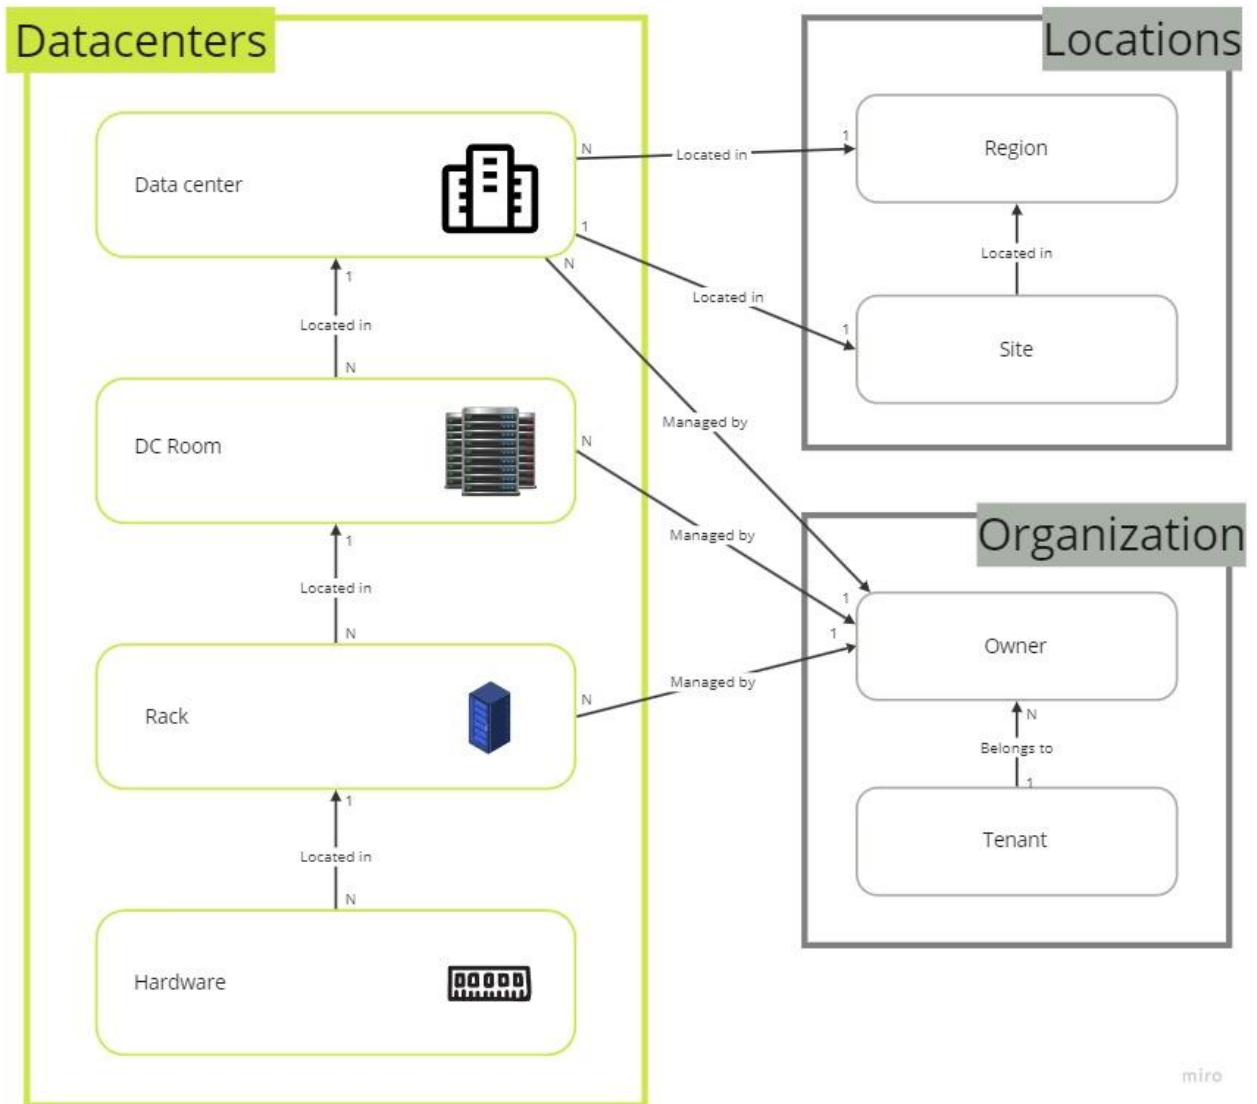 Datacenters
Locations
Data center
N
Located in
1
Region
1
Located in
1
Site
Located in
N
Managed by
1
Located in
N
DC Room
N
Managed by
1
Organization
1
Located in
N
Owner
Rack
N
Managed by
1
N
Belongs to
1
Tenant
1
Located in
N
Hardware
miro